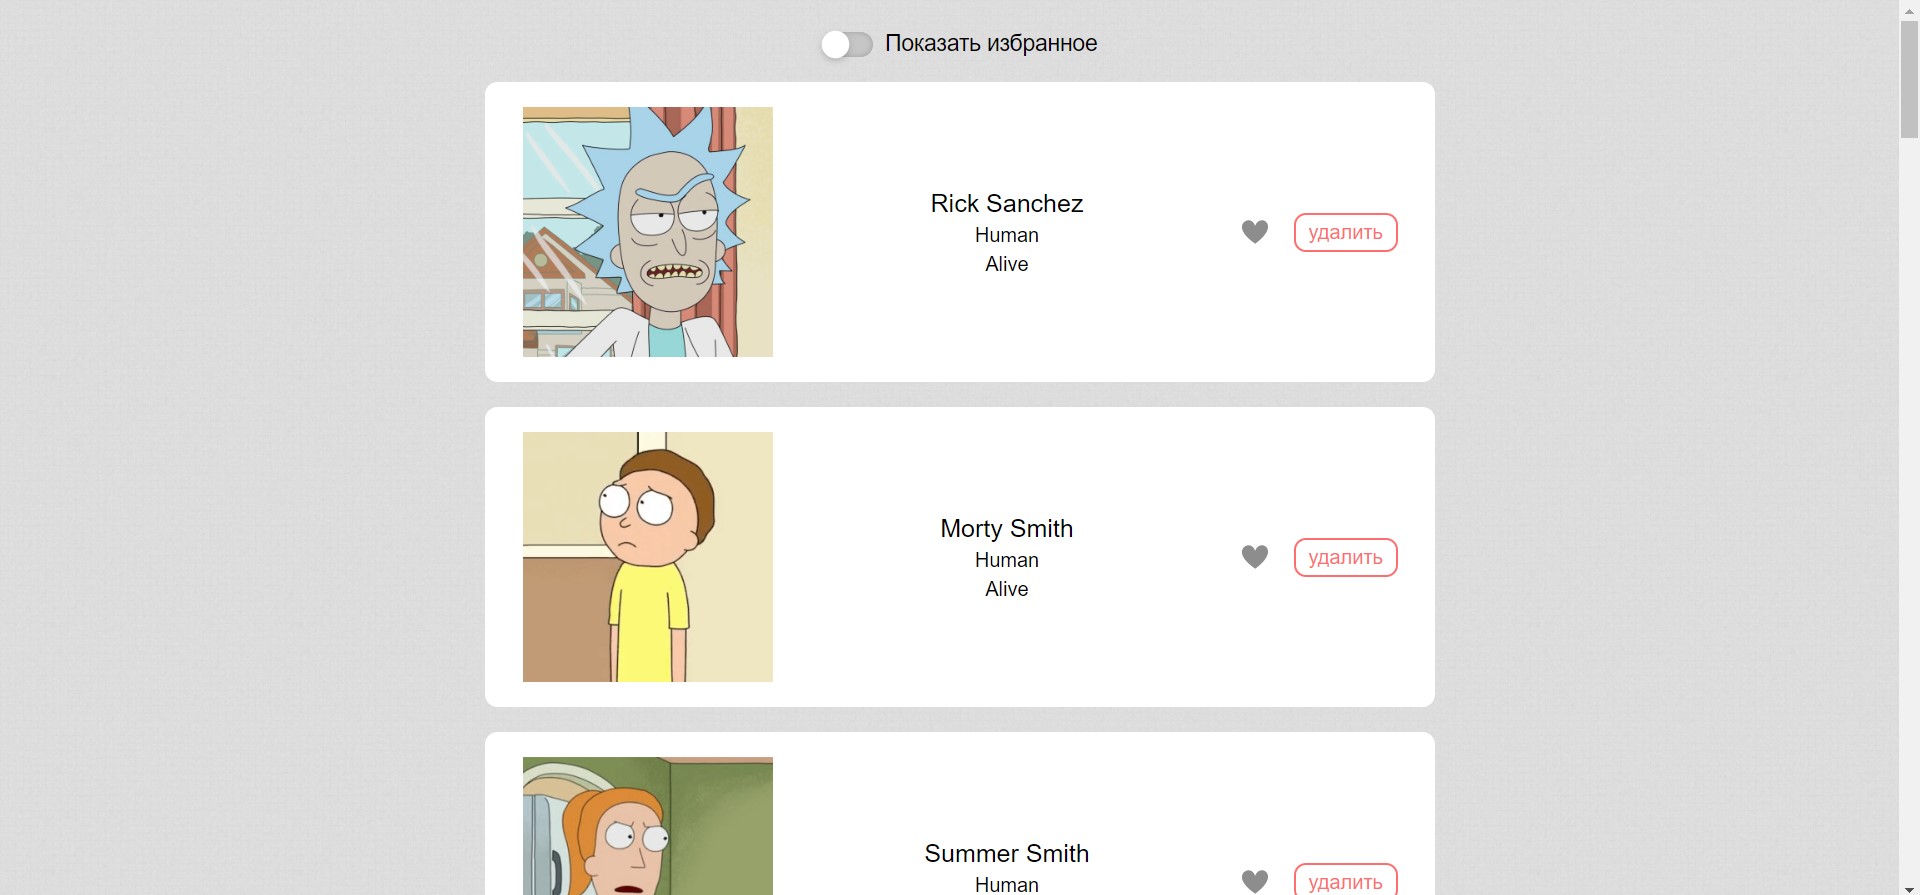 Показать избранное
Rick Sanchez
Human
Alive
удалить
Morty Smith
Human
Alive
удалить
Summer Smith
Human
удалить